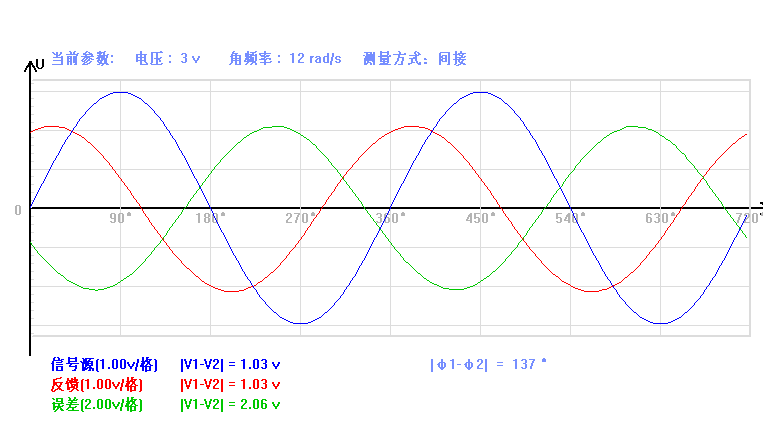 当前参数: 电压 : 3 v 角频率 : 12 rad/s 测量方式：间接
U
0 90° 180° 270° 360° 450° 540° 630° 720°
信号源(1.00v/格) |V1-V2| = 1.03 v |Φ1-Φ2| = 137 °
反馈(1.00v/格) |V1-V2| = 1.03 v
误差(2.00v/格) |V1-V2| = 2.06 v